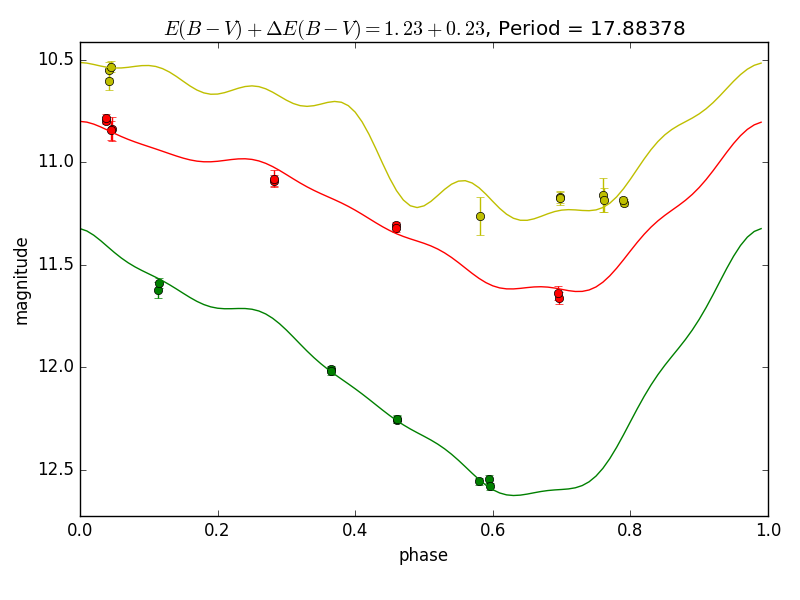 E(B − V) + ΔE(B − V) = 1.23 + 0.23, Period = 17.88378
10.5
11.0
11.5
12.0
12.5
magnitude
0.0 0.2 0.4 0.6 0.8 1.0
phase